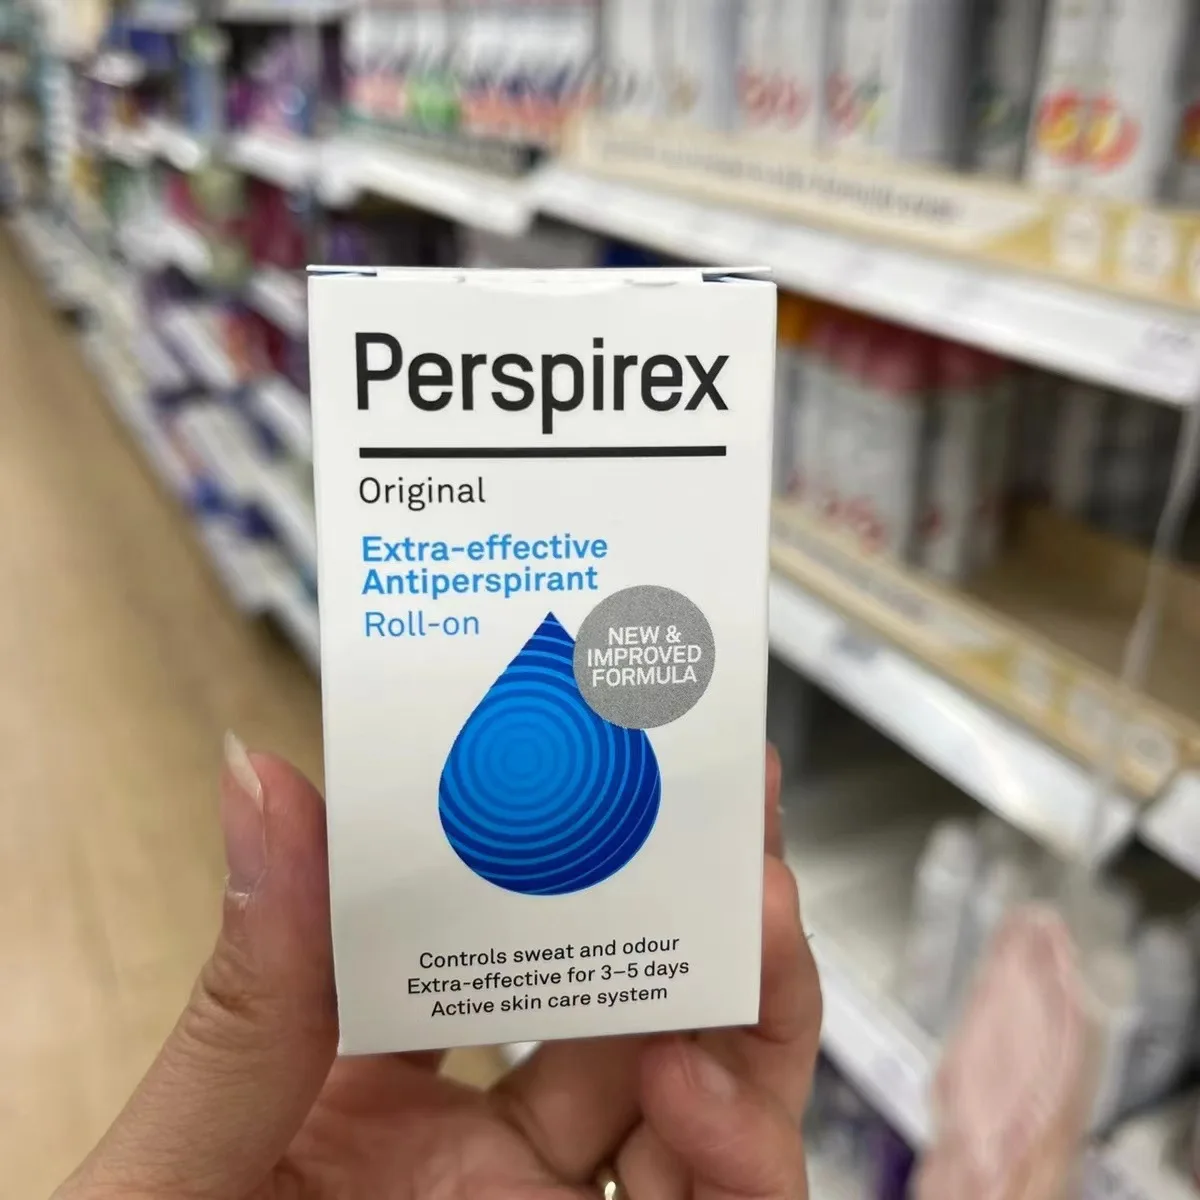 Perspirex
Original
Extra-effective
Antiperspirant
Roll-on
NEW &
IMPROVED
FORMULA
Controls sweat and odour
Extra-effective for 3–5 days
Active skin care system